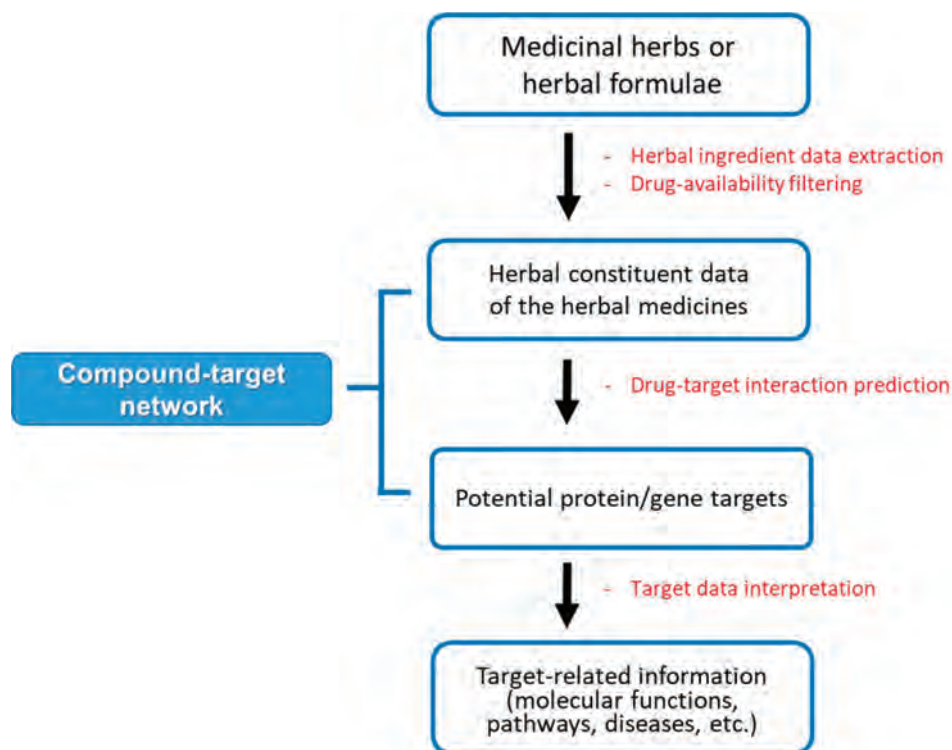 Medicinal herbs or
herbal formulae
- Herbal ingredient data extraction
- Drug-availability filtering
Herbal constituent data
of the herbal medicines
Compound-target
network
- Drug-target interaction prediction
Potential protein/gene targets
- Target data interpretation
Target-related information
(molecular functions,
pathways, diseases, etc.)